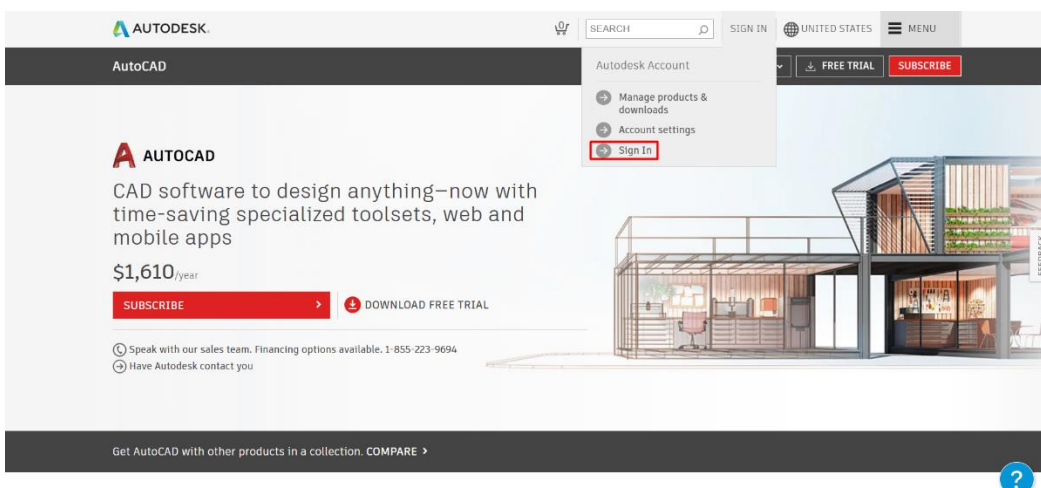 AUTODESK.
0
SEARCH
SIGN IN
UNITED STATES
MENU
AutoCAD
FREE TRIAL
SUBSCRIBE
Autodesk Account
Manage products &
downloads
Account settings
Sign In
AUTOCAD
CAD software to design anything—now with
time-saving specialized toolsets, web and
mobile apps
$1,610/year
SUBSCRIBE >
DOWNLOAD FREE TRIAL
Speak with our sales team. Financing options available. 1-855-223-9694
Have Autodesk contact you
FEEDBACK
Get AutoCAD with other products in a collection. COMPARE >
?